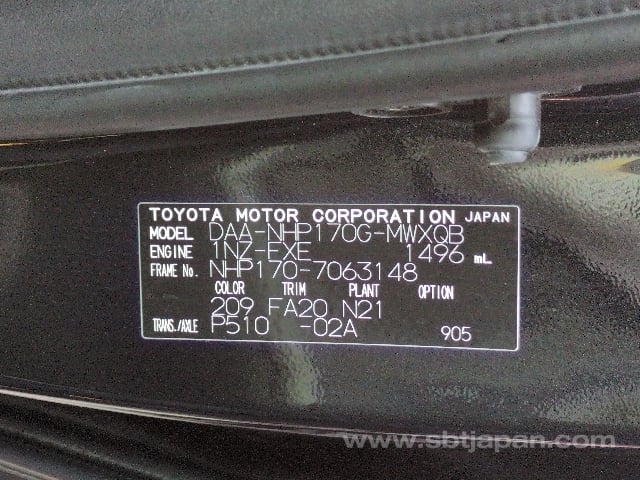 TOYOTA MOTOR CORPORATION JAPAN
MODEL DAA-NHP170G-MWXQB
ENGINE 1NZ-FXE 1496 mL
FRAME No. NHP170-7063148
COLOR TRIM PLANT OPTION
209 FA20 N21
TRANS./AXLE P510 -02A 905
www.sbtjapan.com